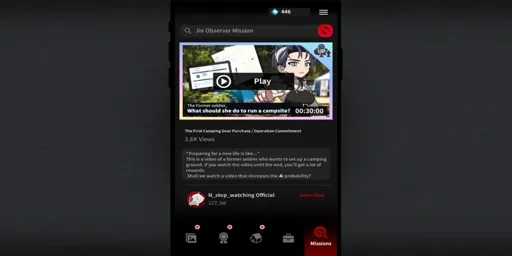 446
Jin Observer Mission
UP
Play
The Former soldier,
What should she do to run a campsite?
00:30:00
The First Camping Gear Purchase / Operation Commitment
3.6K Views
"Preparing for a new life is like..."
This is a video of a former soldier who wants to set up a camping
ground. If you watch the video until the end, you'll get a lot of
rewards.
Shall we watch a video that increases the ♣ probability?
N_stop_watching Official
127.2M
Subscribed
Missions